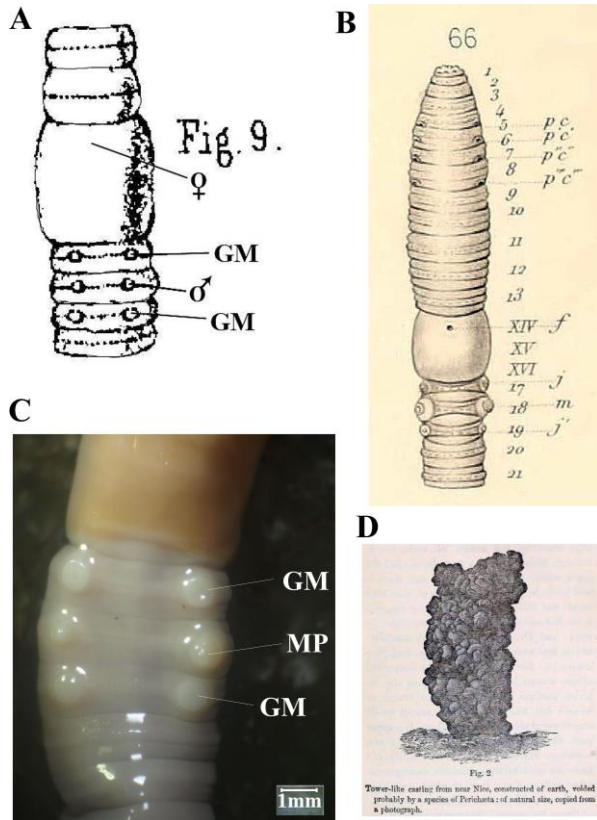 A
Fig. 9.
♀
GM
♂
GM
B
66
1
2
3
4
5 p.c.
6 p'c'
7 p"c"
8 p'''c'''
9
10
11
12
13
XIV f
XV
XVI
17 j
18 m
19 j'
20
21
C
GM
MP
GM
1mm
D
Fig. 2.
Tower-like casting from near Nice, constructed of earth, voided
probably by a species of Perichæta: of natural size, copied from
a photograph.